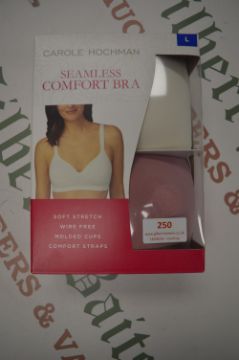 L
CAROLE HOCHMAN
SEAMLESS
COMFORT BRA
SOFT STRETCH
WIRE FREE
MOLDED CUPS
COMFORT STRAPS
250